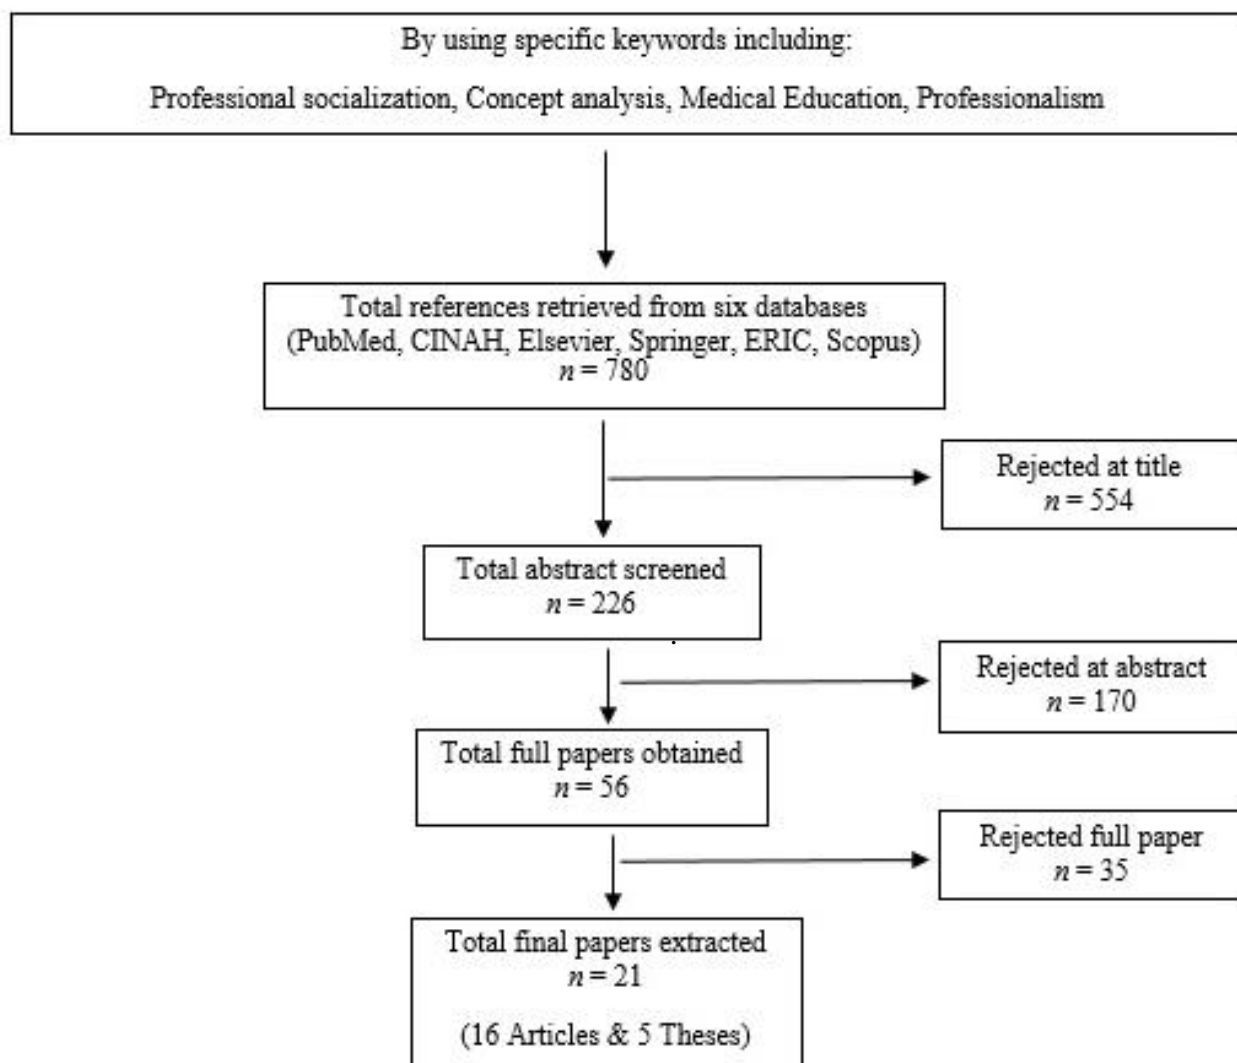 By using specific keywords including:
Professional socialization, Concept analysis, Medical Education, Professionalism
Total references retrieved from six databases
(PubMed, CINAH, Elsevier, Springer, ERIC, Scopus)
n = 780
Rejected at title
n = 554
Total abstract screened
n = 226
Rejected at abstract
n = 170
Total full papers obtained
n = 56
Rejected full paper
n = 35
Total final papers extracted
n = 21
(16 Articles & 5 Theses)